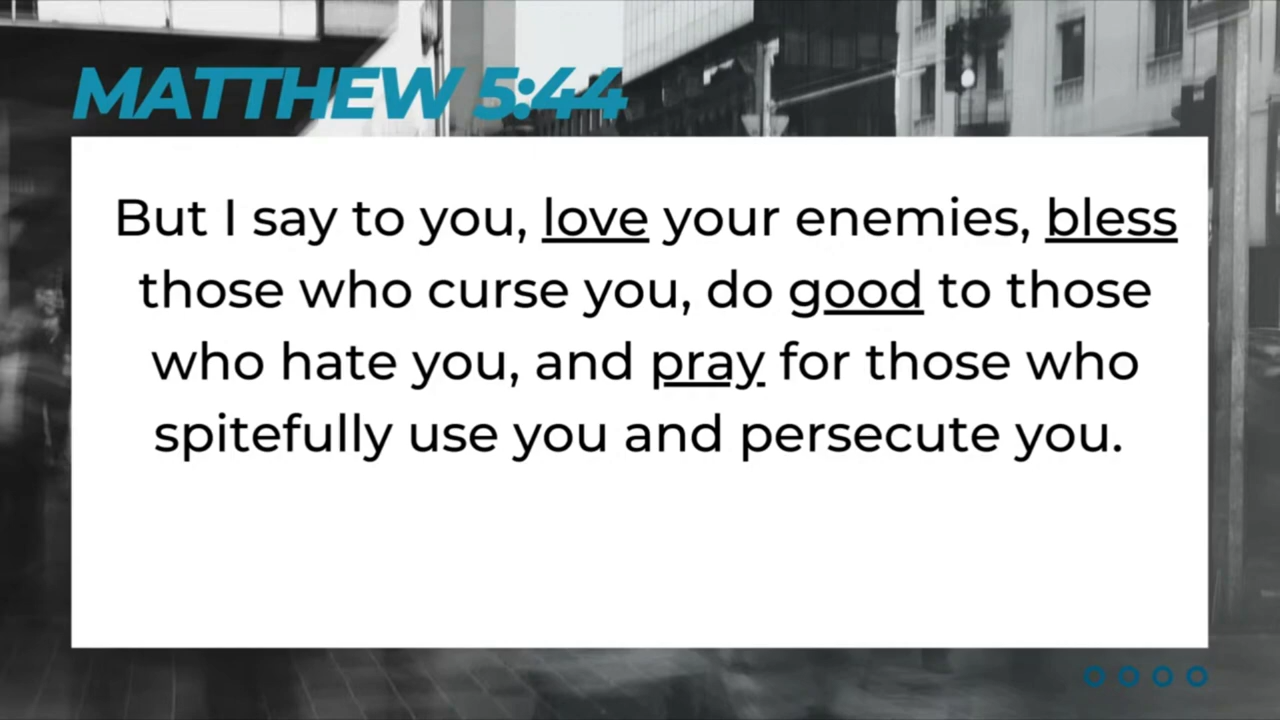 MATTHEW 5:44
But I say to you, love your enemies, bless
those who curse you, do good to those
who hate you, and pray for those who
spitefully use you and persecute you.